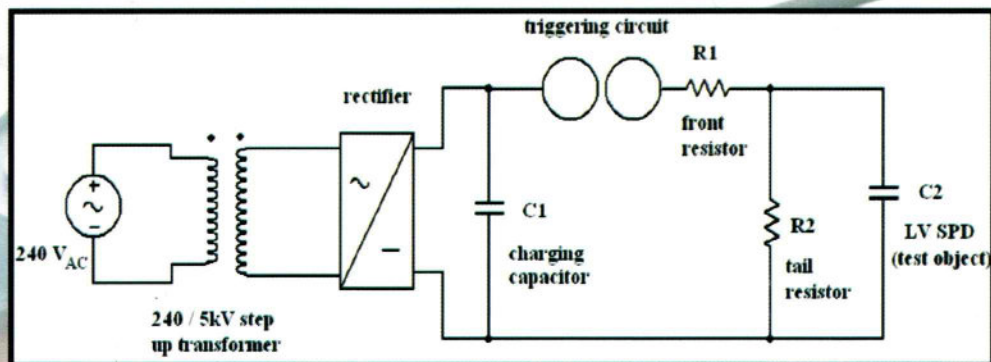 triggering circuit
R1
rectifier
front
resistor
C1
charging
capacitor
R2
tail
resistor
C2
LV SPD
(test object)
240 VAC
240 / 5kV step
up transformer